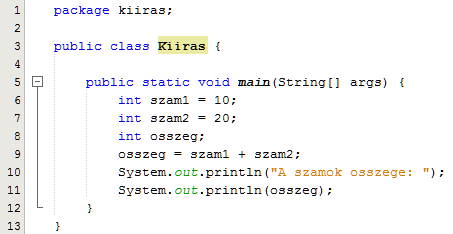 1 package kiiras;
2
3 public class Kiiras {
4
5 public static void main(String[] args) {
6 int szam1 = 10;
7 int szam2 = 20;
8 int osszeg;
9 osszeg = szam1 + szam2;
10 System.out.println("A szamok osszege: ");
11 System.out.println(osszeg);
12 }
13 }